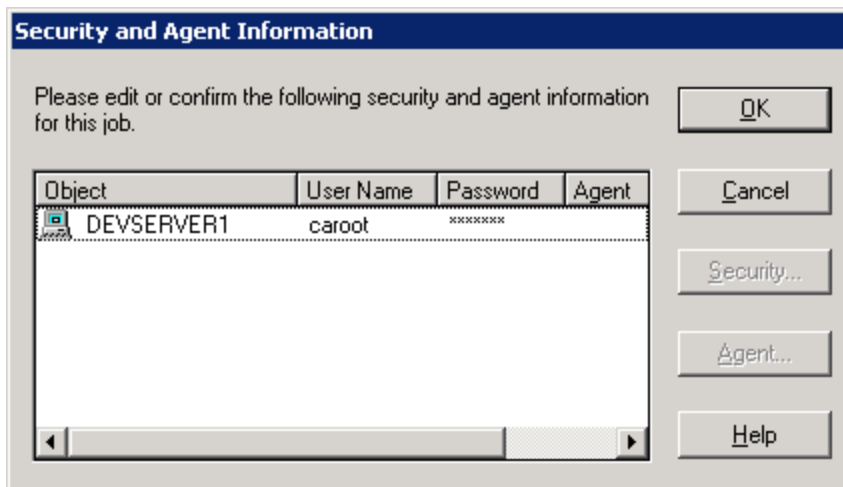 Security and Agent Information
Please edit or confirm the following security and agent information
for this job.
OK
Object User Name Password Agent
Cancel
DEVSERVER1 caroot *******
Security...
Agent...
Help